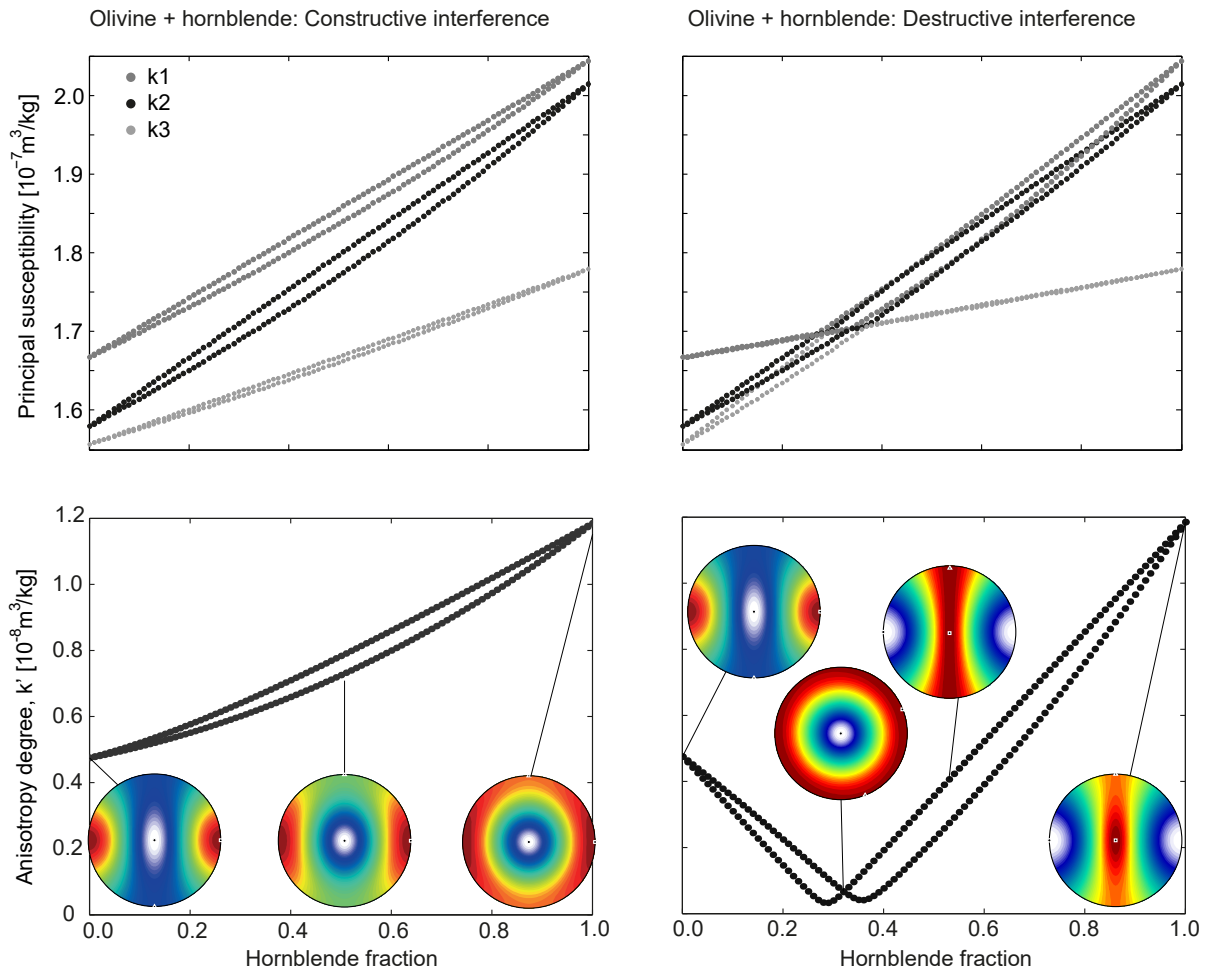 Olivine + hornblende: Constructive interference
Olivine + hornblende: Destructive interference
Principal susceptibility [10⁻⁷m³/kg]
2.0
1.9
1.8
1.7
1.6
k1
k2
k3
Anisotropy degree, k' [10⁻⁸m³/kg]
1.2
1.0
0.8
0.6
0.4
0.2
0
0.0 0.2 0.4 0.6 0.8 1.0
Hornblende fraction
0.0 0.2 0.4 0.6 0.8 1.0
Hornblende fraction